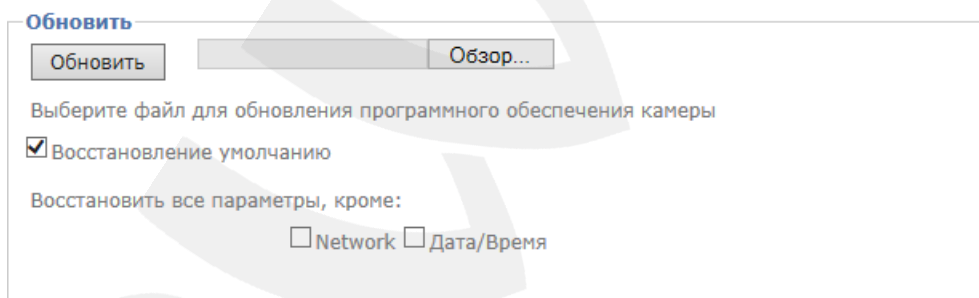 Обновить
Обновить Обзор...
Выберите файл для обновления программного обеспечения камеры
Восстановление умолчанию
Восстановить все параметры, кроме:
Network Дата/Время